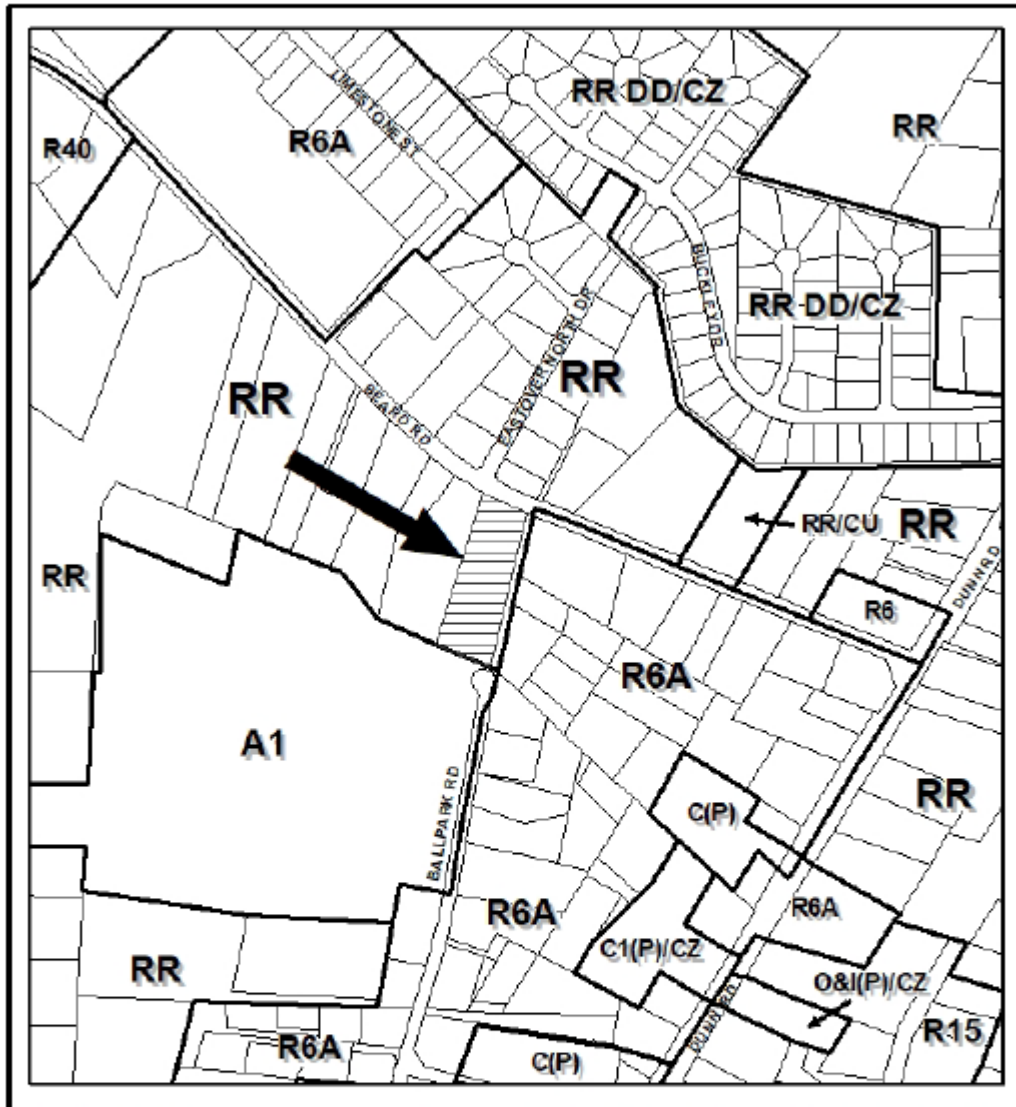 LIMESTONE ST
RR DD/CZ
RR
R6A
R40
BUCKLEY DR
RR DD/CZ
EASTOVER NORTH DR
RR
RR
BEARD RD
RR/CU
RR
DUNN RD
RR
R6
R6A
A1
BALLPARK RD
RR
C(P)
R6A
R6A
C1(P)/CZ
RR
O&I(P)/CZ
DUNN RD
R15
R6A
C(P)